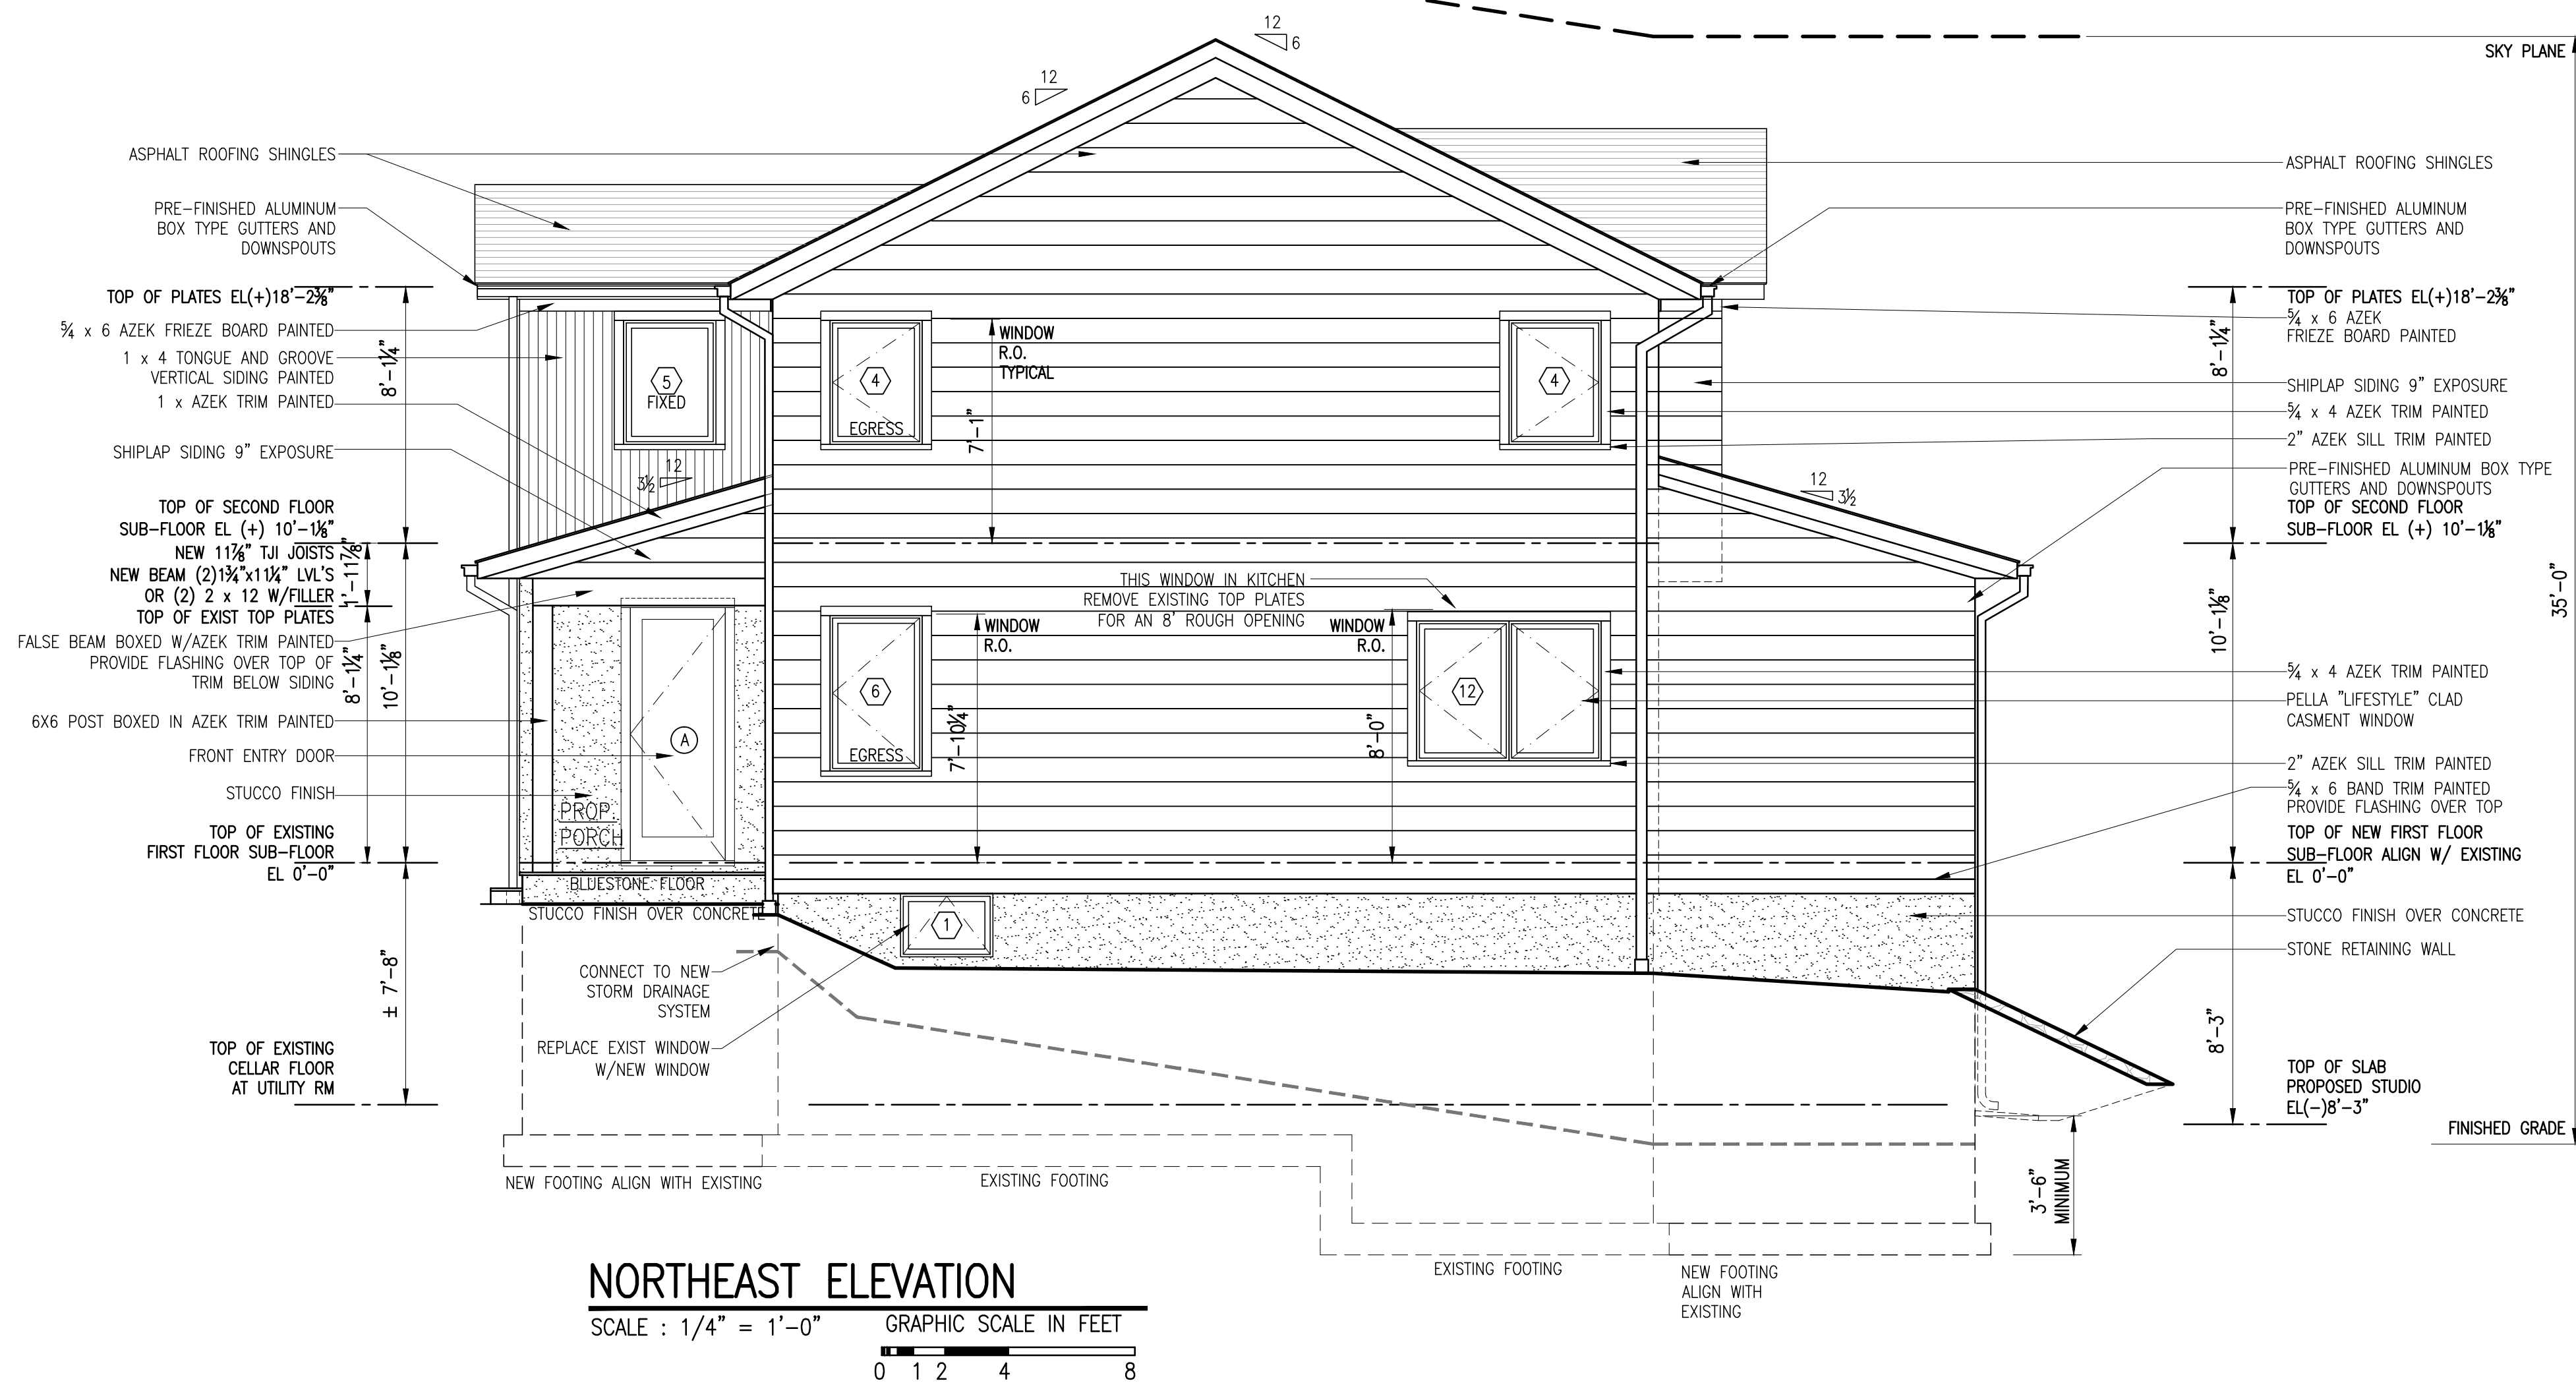 12
6
SKY PLANE
12
6
ASPHALT ROOFING SHINGLES
PRE-FINISHED ALUMINUM
BOX TYPE GUTTERS AND
DOWNSPOUTS
TOP OF PLATES EL(+)18'-2⅜"
5/4 x 6 AZEK FRIEZE BOARD PAINTED
1 x 4 TONGUE AND GROOVE
VERTICAL SIDING PAINTED
1 x AZEK TRIM PAINTED
SHIPLAP SIDING 9" EXPOSURE
TOP OF SECOND FLOOR
SUB-FLOOR EL (+) 10'-1⅛"
NEW 11⅞" TJI JOISTS
NEW BEAM (2)1¾"x11¼" LVL'S
OR (2) 2 x 12 W/FILLER
TOP OF EXIST TOP PLATES
FALSE BEAM BOXED W/AZEK TRIM PAINTED
PROVIDE FLASHING OVER TOP OF
TRIM BELOW SIDING
6X6 POST BOXED IN AZEK TRIM PAINTED
FRONT ENTRY DOOR
STUCCO FINISH
TOP OF EXISTING
FIRST FLOOR SUB-FLOOR
EL 0'-0"
TOP OF EXISTING
CELLAR FLOOR
AT UTILITY RM
8'-1¼"
1'-11⅞"
8'-1¼"
10'-1⅛"
± 7'-8"
5
FIXED
12
3½
4
EGRESS
WINDOW
R.O.
TYPICAL
7'-1"
4
12
3½
THIS WINDOW IN KITCHEN
REMOVE EXISTING TOP PLATES
FOR AN 8' ROUGH OPENING
A
PROP.
PORCH
BLUESTONE FLOOR
STUCCO FINISH OVER CONCRETE
6
EGRESS
WINDOW
R.O.
7'-10¼"
WINDOW
R.O.
8'-0"
12
1
CONNECT TO NEW
STORM DRAINAGE
SYSTEM
REPLACE EXIST WINDOW
W/NEW WINDOW
ASPHALT ROOFING SHINGLES
PRE-FINISHED ALUMINUM
BOX TYPE GUTTERS AND
DOWNSPOUTS
TOP OF PLATES EL(+)18'-2⅜"
5/4 x 6 AZEK
FRIEZE BOARD PAINTED
SHIPLAP SIDING 9" EXPOSURE
5/4 x 4 AZEK TRIM PAINTED
2" AZEK SILL TRIM PAINTED
PRE-FINISHED ALUMINUM BOX TYPE
GUTTERS AND DOWNSPOUTS
TOP OF SECOND FLOOR
SUB-FLOOR EL (+) 10'-1⅛"
5/4 x 4 AZEK TRIM PAINTED
PELLA "LIFESTYLE" CLAD
CASMENT WINDOW
2" AZEK SILL TRIM PAINTED
5/4 x 6 BAND TRIM PAINTED
PROVIDE FLASHING OVER TOP
TOP OF NEW FIRST FLOOR
SUB-FLOOR ALIGN W/ EXISTING
EL 0'-0"
STUCCO FINISH OVER CONCRETE
STONE RETAINING WALL
TOP OF SLAB
PROPOSED STUDIO
EL(-)8'-3"
FINISHED GRADE
8'-1¼"
10'-1⅛"
8'-3"
35'-0"
3'-6"
MINIMUM
NEW FOOTING ALIGN WITH EXISTING
EXISTING FOOTING
EXISTING FOOTING
NEW FOOTING
ALIGN WITH
EXISTING
NORTHEAST ELEVATION
SCALE : 1/4" = 1'-0"
GRAPHIC SCALE IN FEET
0 1 2 4 8